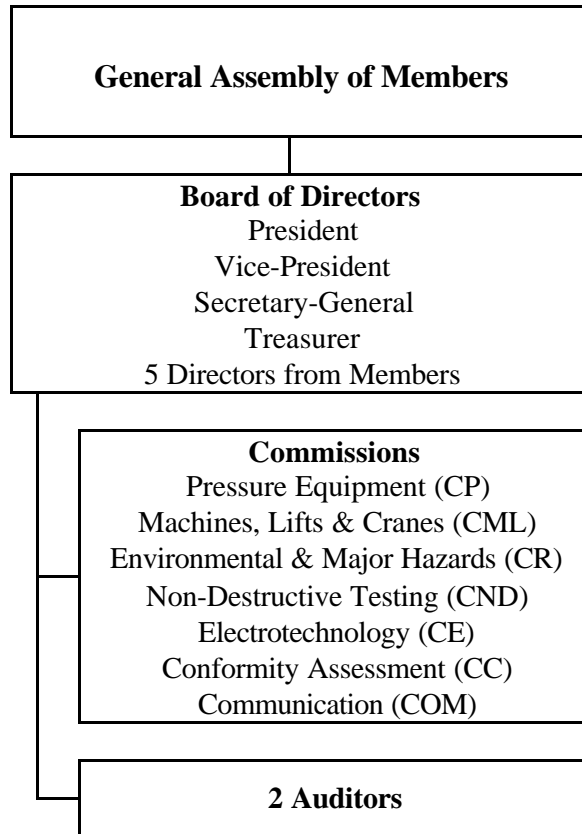 General Assembly of Members
Board of Directors
President
Vice-President
Secretary-General
Treasurer
5 Directors from Members
Commissions
Pressure Equipment (CP)
Machines, Lifts & Cranes (CML)
Environmental & Major Hazards (CR)
Non-Destructive Testing (CND)
Electrotechnology (CE)
Conformity Assessment (CC)
Communication (COM)
2 Auditors